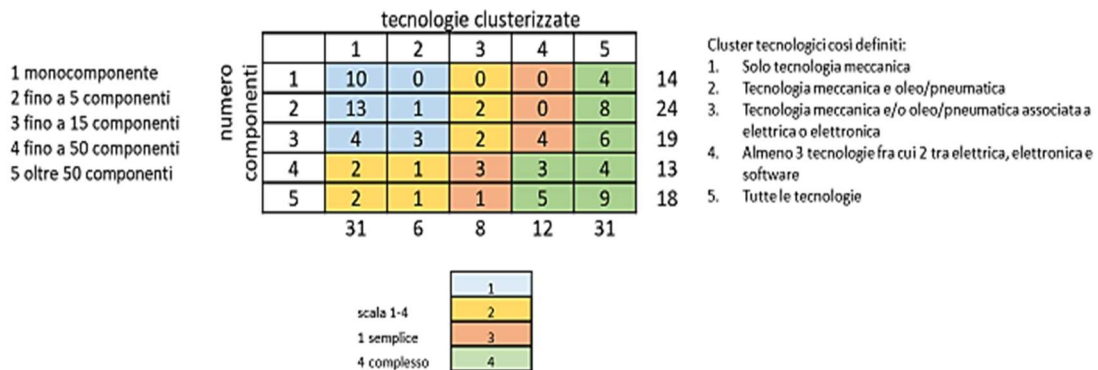 tecnologie clusterizzate
1 monocomponente
2 fino a 5 componenti
3 fino a 15 componenti
4 fino a 50 componenti
5 oltre 50 componenti
numero
componenti
1 2 3 4 5
1 10 0 0 0 4 14
2 13 1 2 0 8 24
3 4 3 2 4 6 19
4 2 1 3 3 4 13
5 2 1 1 5 9 18
31 6 8 12 31
Cluster tecnologici così definiti:
1. Solo tecnologia meccanica
2. Tecnologia meccanica e oleo/pneumatica
3. Tecnologia meccanica e/o oleo/pneumatica associata a
elettrica o elettronica
4. Almeno 3 tecnologie fra cui 2 tra elettrica, elettronica e
software
5. Tutte le tecnologie
1
scala 1-4 2
1 semplice 3
4 complesso 4